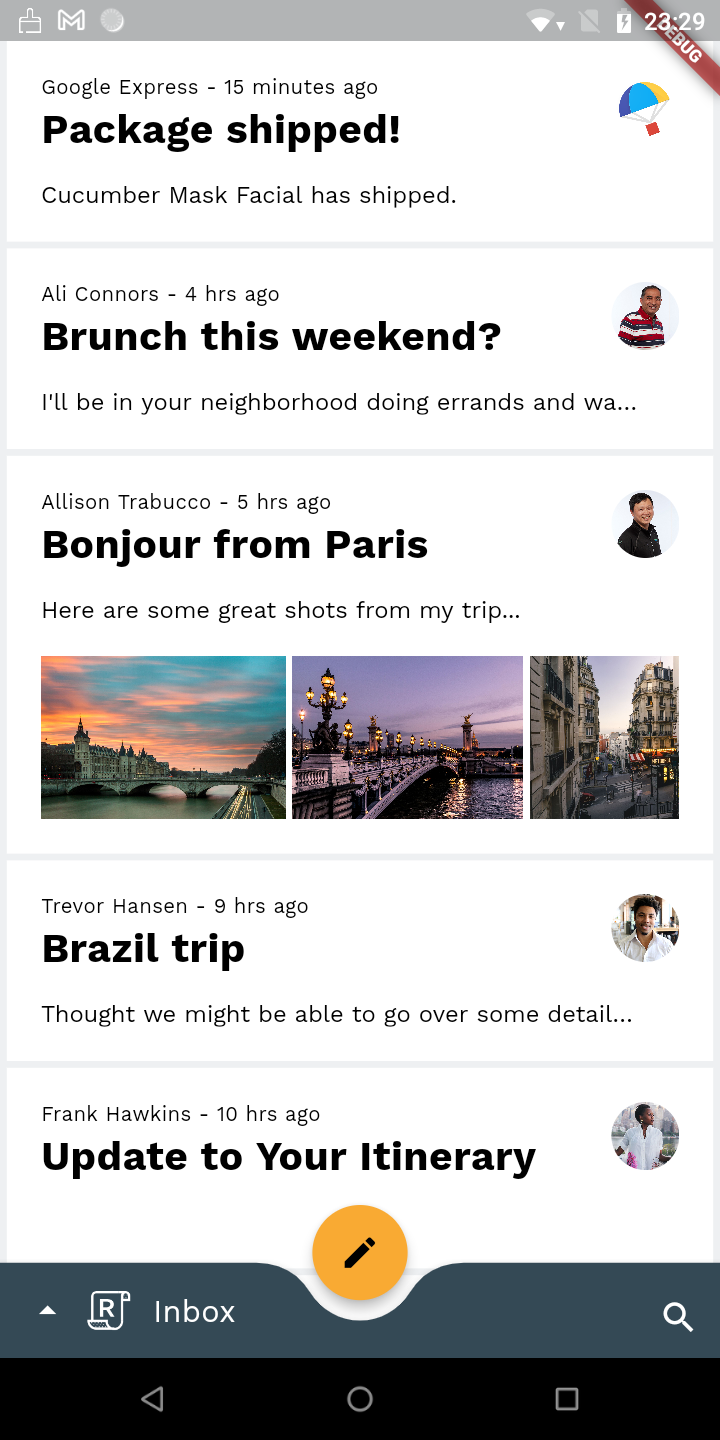 23:29
DEBUG
Google Express - 15 minutes ago
Package shipped!
Cucumber Mask Facial has shipped.
Ali Connors - 4 hrs ago
Brunch this weekend?
I'll be in your neighborhood doing errands and wa...
Allison Trabucco - 5 hrs ago
Bonjour from Paris
Here are some great shots from my trip...
Trevor Hansen - 9 hrs ago
Brazil trip
Thought we might be able to go over some detail...
Frank Hawkins - 10 hrs ago
Update to Your Itinerary
R
Inbox